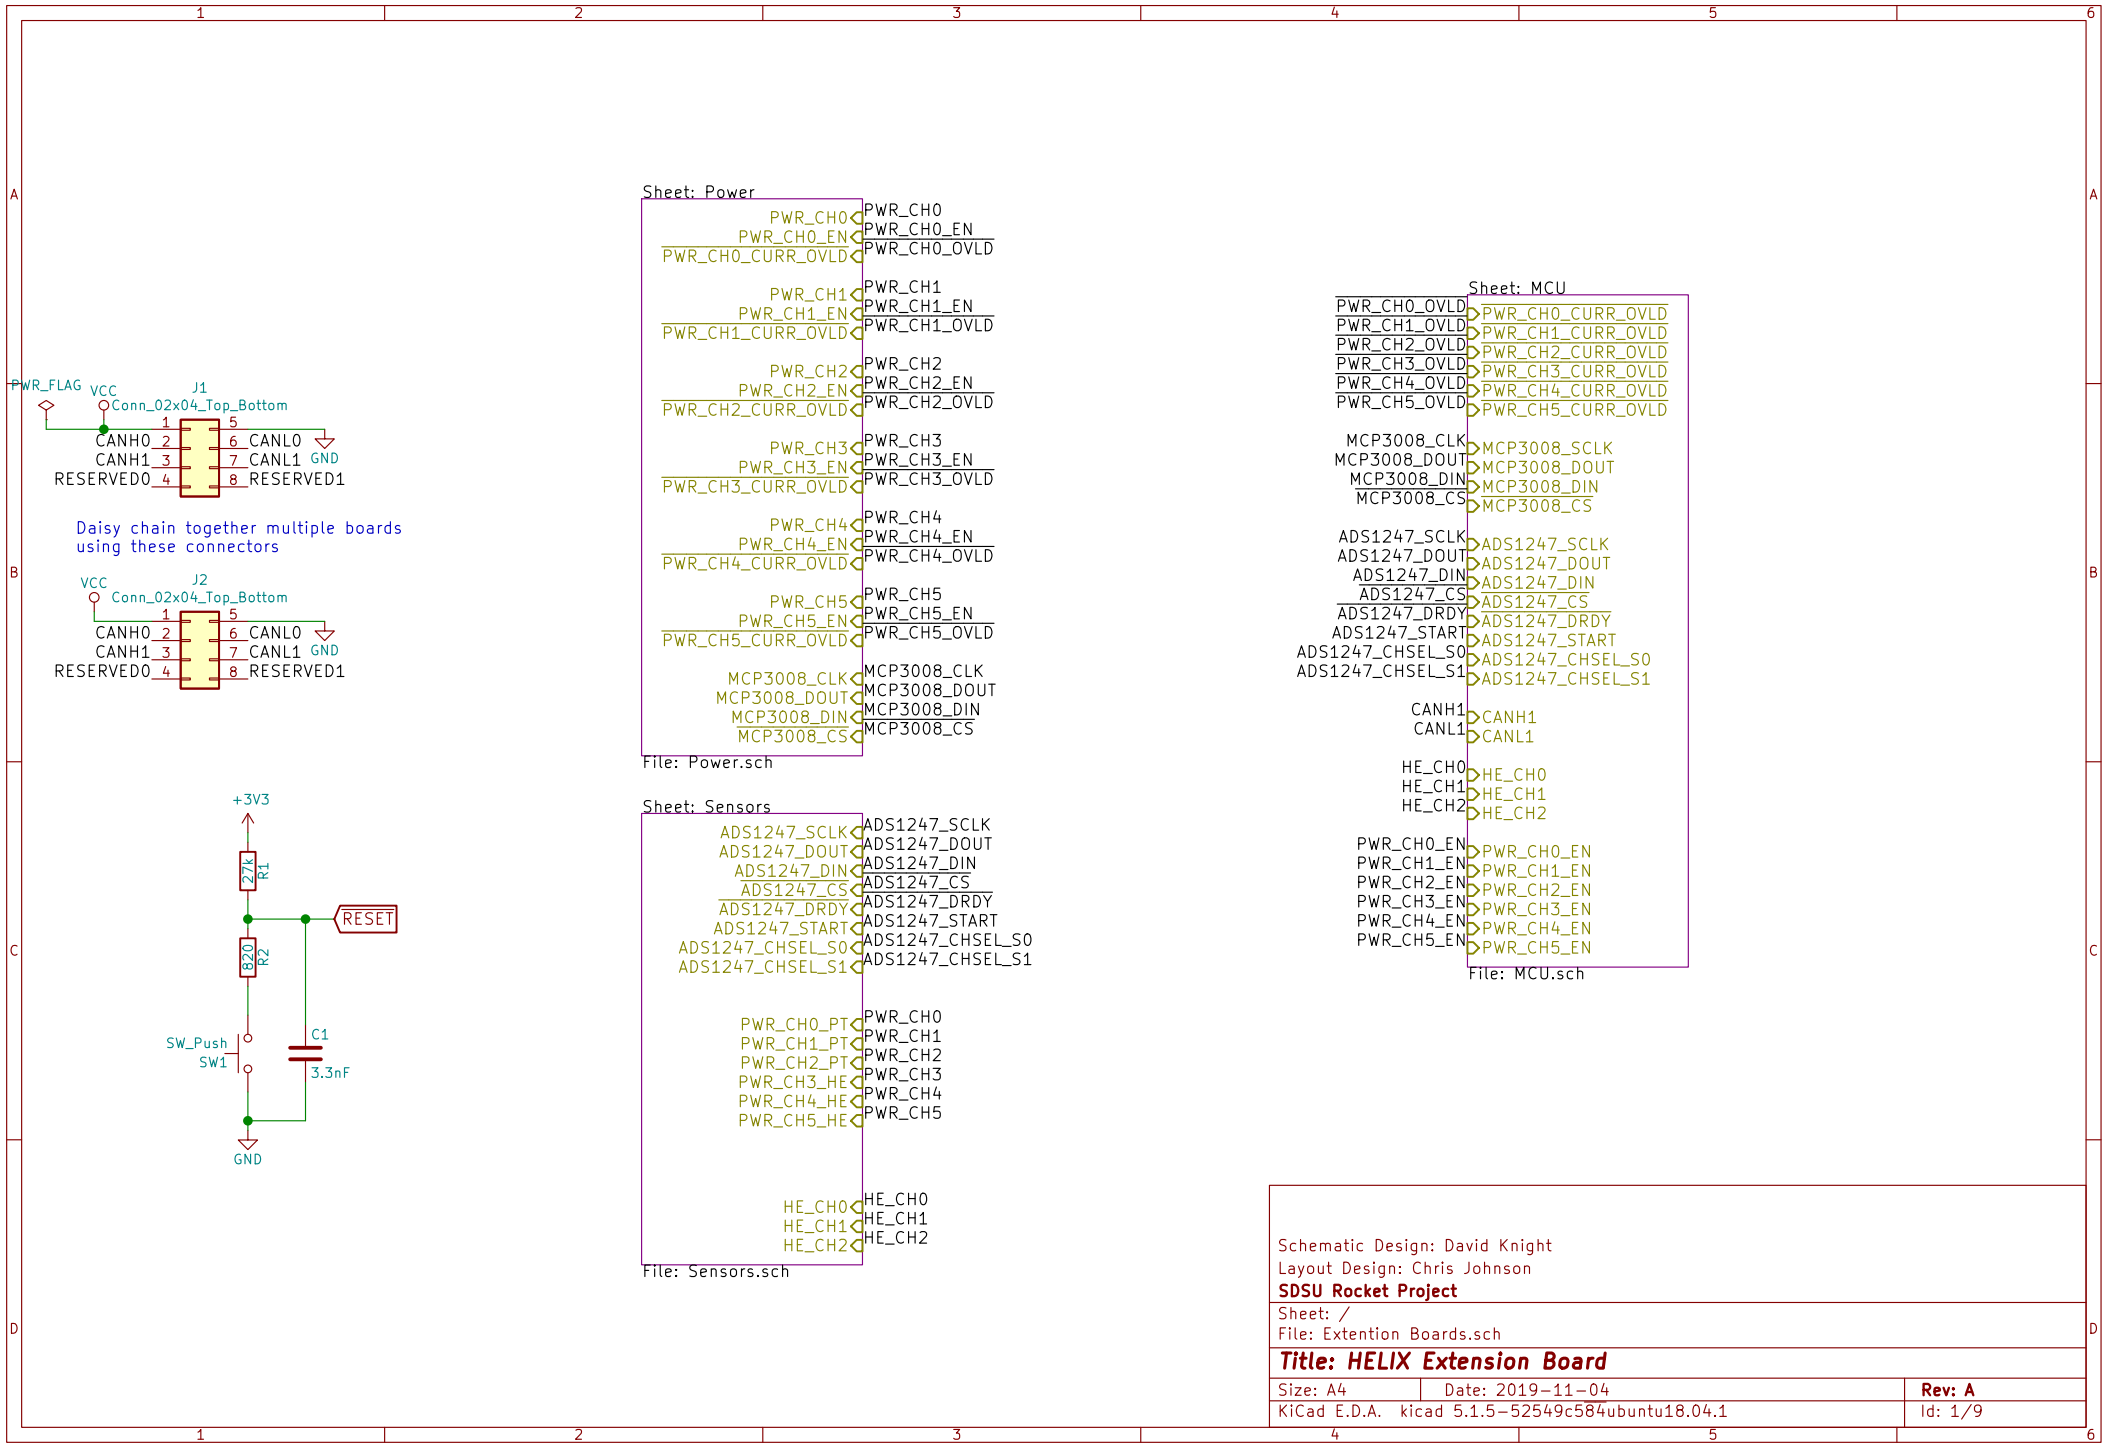 1 2 3 4 5 6
A
B
C
D
A
B
C
D
PWR_FLAG
VCC
J1
Conn_02x04_Top_Bottom
1 5
CANH0 2 6 CANL0
CANH1 3 7 CANL1
RESERVED0 4 8 RESERVED1
GND
Daisy chain together multiple boards
using these connectors
VCC
J2
Conn_02x04_Top_Bottom
1 5
CANH0 2 6 CANL0
CANH1 3 7 CANL1
RESERVED0 4 8 RESERVED1
GND
+3V3
27k
R1
RESET
820
R2
SW_Push
SW1
C1
3.3nF
GND
Sheet: Power
PWR_CH0 PWR_CH0
PWR_CH0_EN PWR_CH0_EN
PWR_CH0_CURR_OVLD PWR_CH0_OVLD
PWR_CH1 PWR_CH1
PWR_CH1_EN PWR_CH1_EN
PWR_CH1_CURR_OVLD PWR_CH1_OVLD
PWR_CH2 PWR_CH2
PWR_CH2_EN PWR_CH2_EN
PWR_CH2_CURR_OVLD PWR_CH2_OVLD
PWR_CH3 PWR_CH3
PWR_CH3_EN PWR_CH3_EN
PWR_CH3_CURR_OVLD PWR_CH3_OVLD
PWR_CH4 PWR_CH4
PWR_CH4_EN PWR_CH4_EN
PWR_CH4_CURR_OVLD PWR_CH4_OVLD
PWR_CH5 PWR_CH5
PWR_CH5_EN PWR_CH5_EN
PWR_CH5_CURR_OVLD PWR_CH5_OVLD
MCP3008_CLK MCP3008_CLK
MCP3008_DOUT MCP3008_DOUT
MCP3008_DIN MCP3008_DIN
MCP3008_CS MCP3008_CS
File: Power.sch
Sheet: Sensors
ADS1247_SCLK ADS1247_SCLK
ADS1247_DOUT ADS1247_DOUT
ADS1247_DIN ADS1247_DIN
ADS1247_CS ADS1247_CS
ADS1247_DRDY ADS1247_DRDY
ADS1247_START ADS1247_START
ADS1247_CHSEL_S0 ADS1247_CHSEL_S0
ADS1247_CHSEL_S1 ADS1247_CHSEL_S1
PWR_CH0_PT PWR_CH0
PWR_CH1_PT PWR_CH1
PWR_CH2_PT PWR_CH2
PWR_CH3_HE PWR_CH3
PWR_CH4_HE PWR_CH4
PWR_CH5_HE PWR_CH5
HE_CH0 HE_CH0
HE_CH1 HE_CH1
HE_CH2 HE_CH2
File: Sensors.sch
Sheet: MCU
PWR_CH0_OVLD PWR_CH0_CURR_OVLD
PWR_CH1_OVLD PWR_CH1_CURR_OVLD
PWR_CH2_OVLD PWR_CH2_CURR_OVLD
PWR_CH3_OVLD PWR_CH3_CURR_OVLD
PWR_CH4_OVLD PWR_CH4_CURR_OVLD
PWR_CH5_OVLD PWR_CH5_CURR_OVLD
MCP3008_CLK MCP3008_SCLK
MCP3008_DOUT MCP3008_DOUT
MCP3008_DIN MCP3008_DIN
MCP3008_CS MCP3008_CS
ADS1247_SCLK ADS1247_SCLK
ADS1247_DOUT ADS1247_DOUT
ADS1247_DIN ADS1247_DIN
ADS1247_CS ADS1247_CS
ADS1247_DRDY ADS1247_DRDY
ADS1247_START ADS1247_START
ADS1247_CHSEL_S0 ADS1247_CHSEL_S0
ADS1247_CHSEL_S1 ADS1247_CHSEL_S1
CANH1 CANH1
CANL1 CANL1
HE_CH0 HE_CH0
HE_CH1 HE_CH1
HE_CH2 HE_CH2
PWR_CH0_EN PWR_CH0_EN
PWR_CH1_EN PWR_CH1_EN
PWR_CH2_EN PWR_CH2_EN
PWR_CH3_EN PWR_CH3_EN
PWR_CH4_EN PWR_CH4_EN
PWR_CH5_EN PWR_CH5_EN
File: MCU.sch
Schematic Design: David Knight
Layout Design: Chris Johnson
SDSU Rocket Project
Sheet: /
File: Extention Boards.sch
Title: HELIX Extension Board
Size: A4 Date: 2019-11-04 Rev: A
KiCad E.D.A. kicad 5.1.5-52549c584ubuntu18.04.1 Id: 1/9
1 2 3 4 5 6